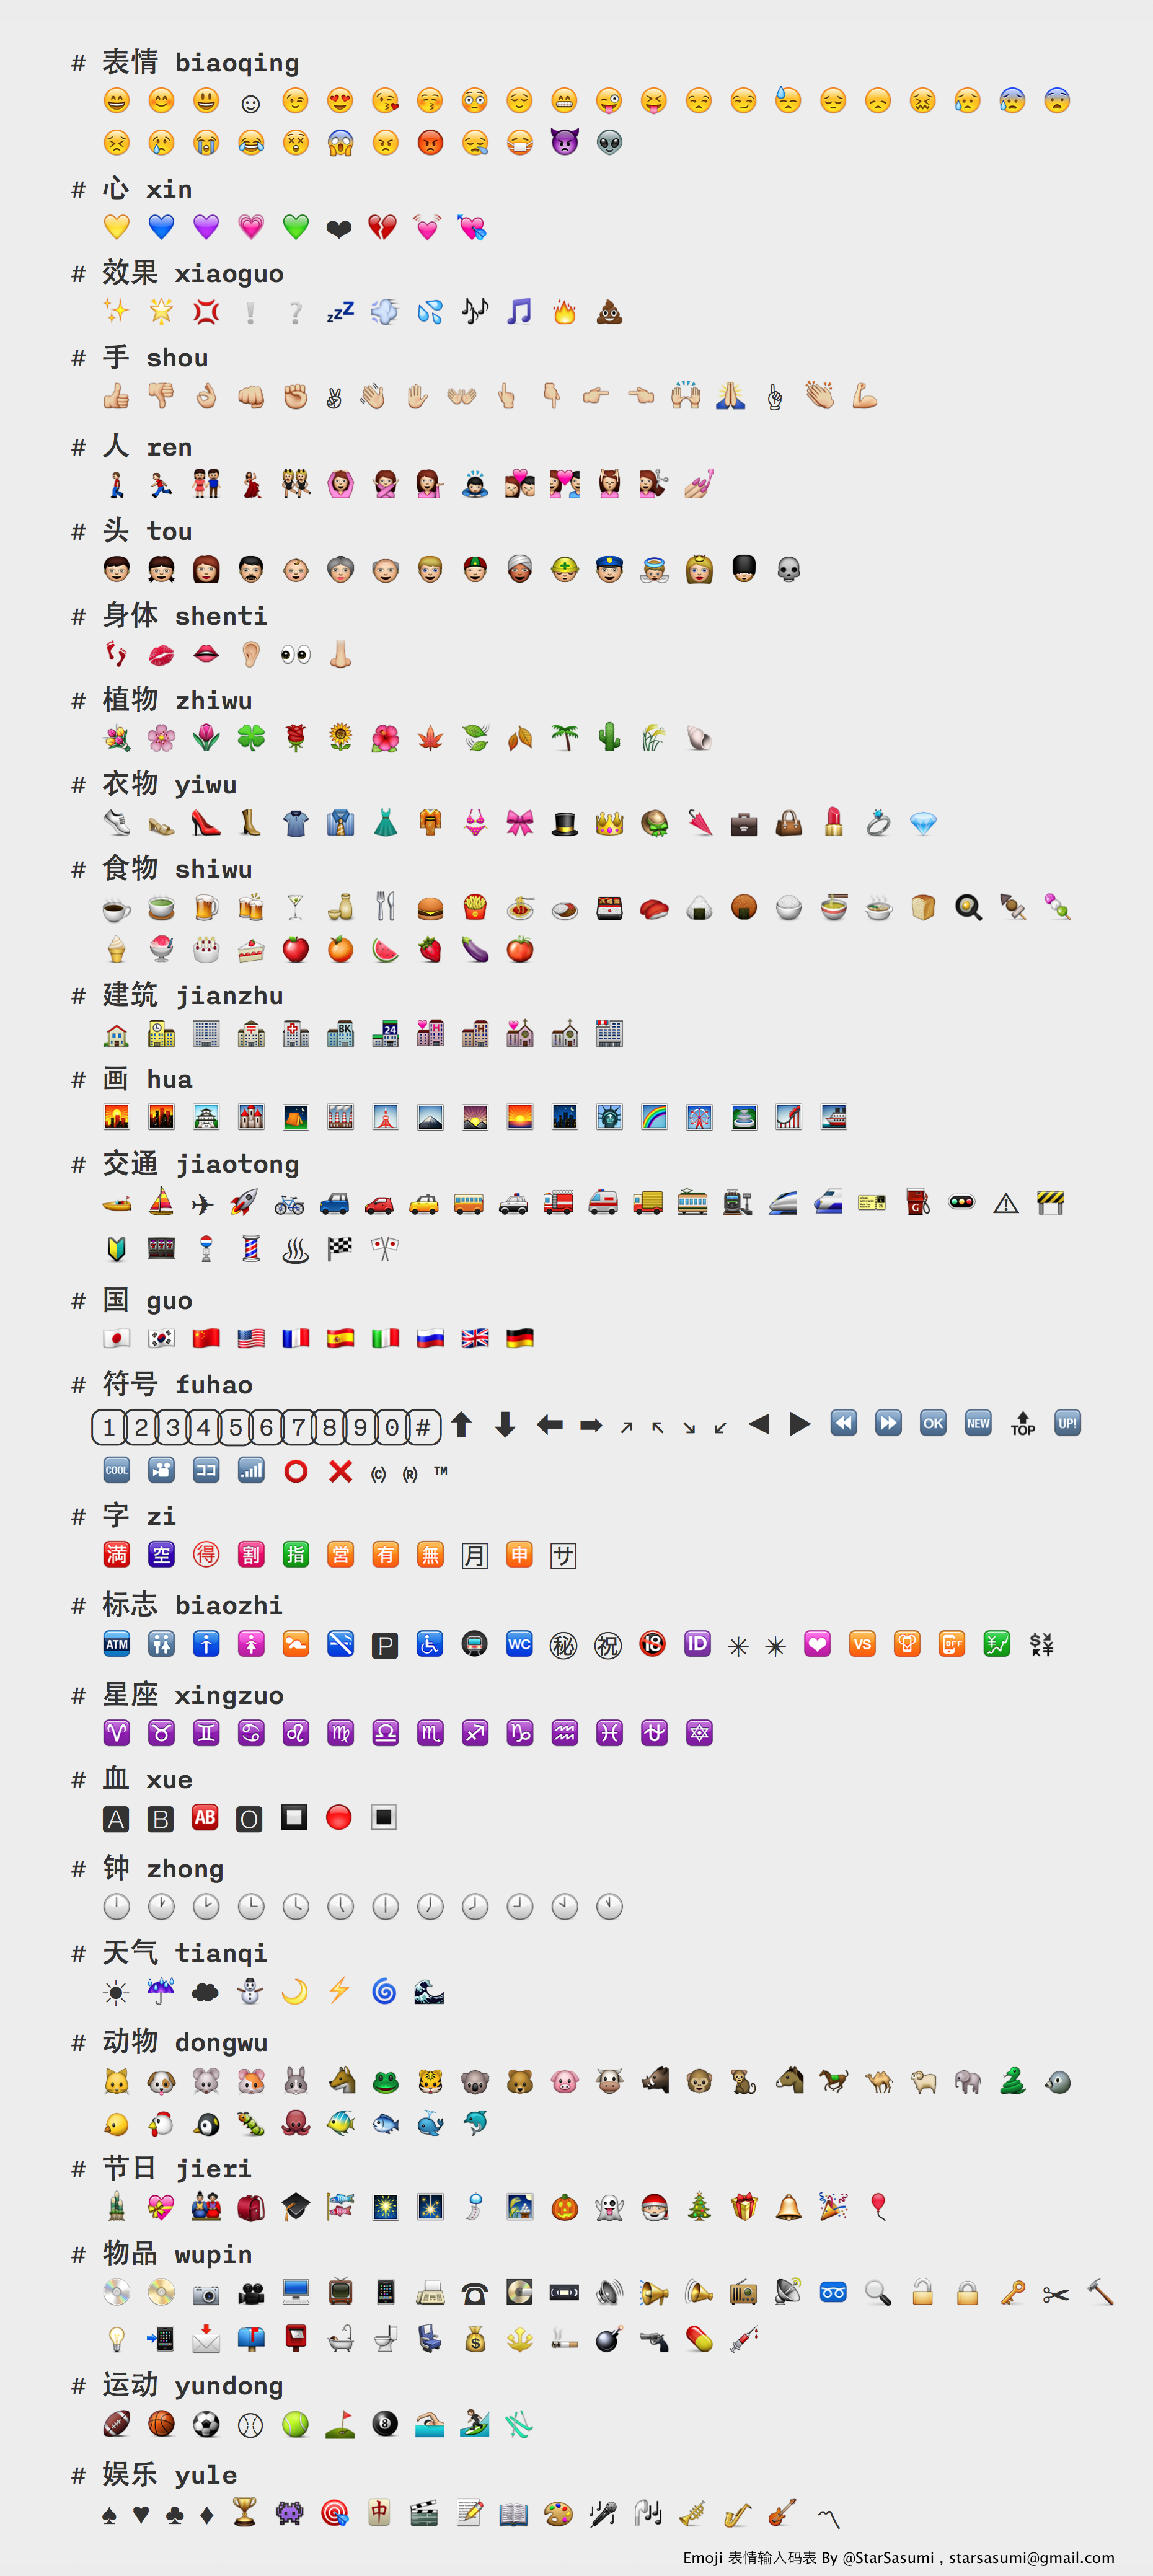 # 表情 biaoqing
# 心 xin
# 效果 xiaoguo
# 手 shou
# 人 ren
# 头 tou
# 身体 shenti
# 植物 zhiwu
# 衣物 yiwu
# 食物 shiwu
# 建筑 jianzhu
# 画 hua
# 交通 jiaotong
# 国 guo
# 符号 fuhao
1 2 3 4 5 6 7 8 9 0 # OK NEW TOP UP!
COOL ココ (C) (R) TM
# 字 zi
満 空 得 割 指 営 有 無 月 申 サ
# 标志 biaozhi
ATM P WC 秘 祝 18 ID VS OFF
# 星座 xingzuo
# 血 xue
A B AB O
# 钟 zhong
# 天气 tianqi
# 动物 dongwu
# 节日 jieri
# 物品 wupin
# 运动 yundong
# 娱乐 yule
Emoji 表情输入码表 By @StarSasumi , starsasumi@gmail.com